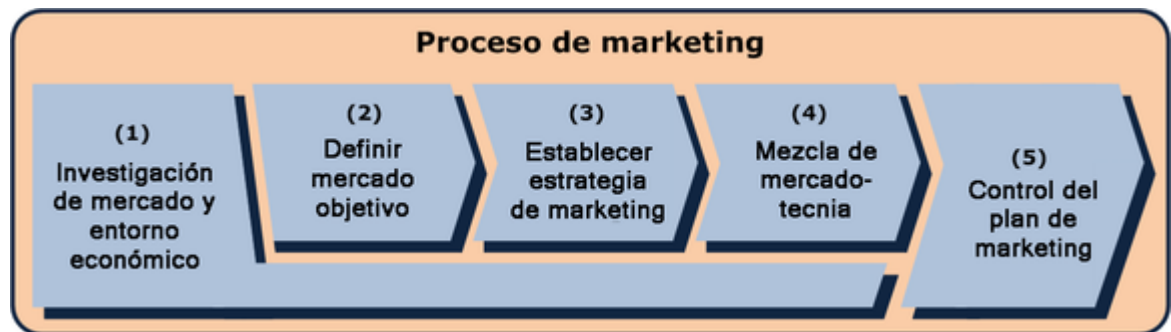 Proceso de marketing
(1)
Investigación
de mercado y
entorno
económico
(2)
Definir
mercado
objetivo
(3)
Establecer
estrategia
de marketing
(4)
Mezcla de
mercado-
tecnia
(5)
Control del
plan de
marketing